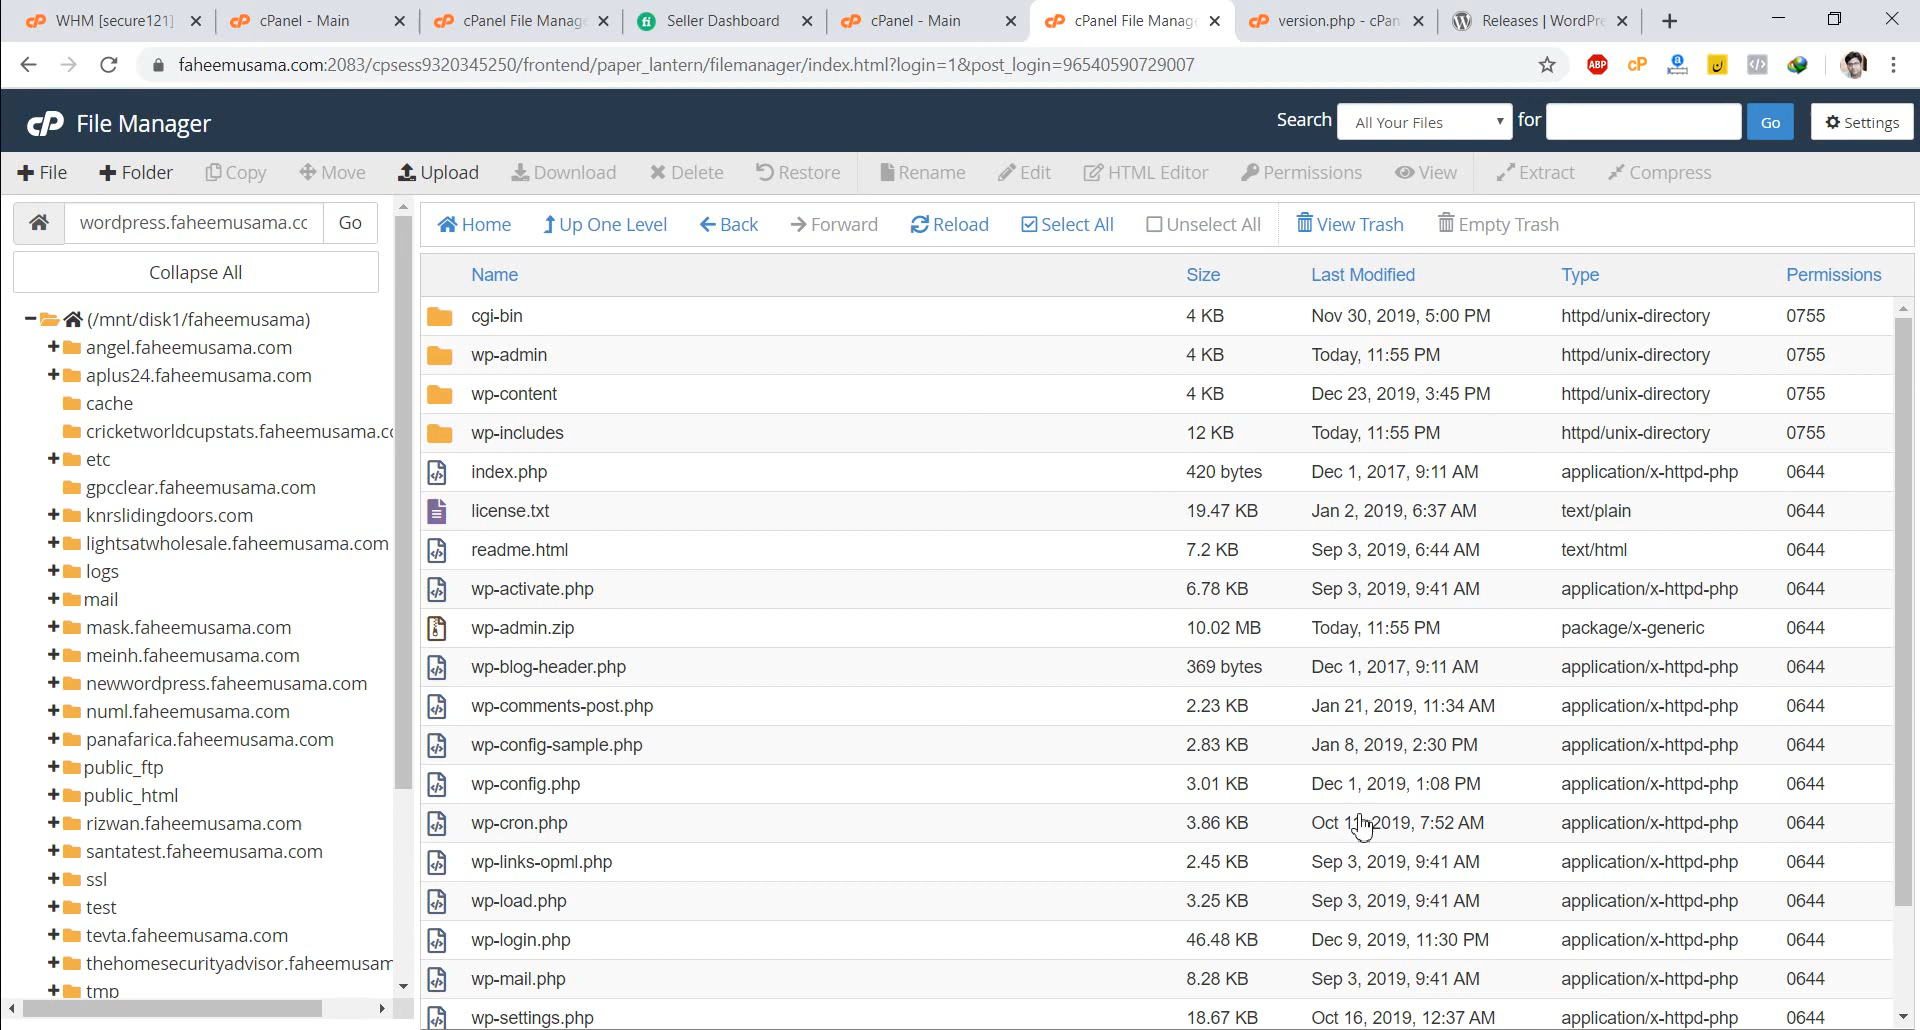 WHM [secure121]
cPanel - Main
cPanel File Manage
Seller Dashboard
cPanel - Main
cPanel File Manage
version.php - cPan
Releases | WordPre
faheemusama.com:2083/cpsess9320345250/frontend/paper_lantern/filemanager/index.html?login=1&post_login=96540590729007
ABP
cP
cP File Manager
Search All Your Files for Go Settings
File Folder Copy Move Upload Download Delete Restore Rename Edit HTML Editor Permissions View Extract Compress
wordpress.faheemusama.cc Go
Collapse All
(/mnt/disk1/faheemusama)
angel.faheemusama.com
aplus24.faheemusama.com
cache
cricketworldcupstats.faheemusama.cc
etc
gpcclear.faheemusama.com
knrslidingdoors.com
lightsatwholesale.faheemusama.com
logs
mail
mask.faheemusama.com
meinh.faheemusama.com
newwordpress.faheemusama.com
numl.faheemusama.com
panafarica.faheemusama.com
public_ftp
public_html
rizwan.faheemusama.com
santatest.faheemusama.com
ssl
test
tevta.faheemusama.com
thehomesecurityadvisor.faheemusam
tmp
Home Up One Level Back Forward Reload Select All Unselect All View Trash Empty Trash
Name Size Last Modified Type Permissions
cgi-bin 4 KB Nov 30, 2019, 5:00 PM httpd/unix-directory 0755
wp-admin 4 KB Today, 11:55 PM httpd/unix-directory 0755
wp-content 4 KB Dec 23, 2019, 3:45 PM httpd/unix-directory 0755
wp-includes 12 KB Today, 11:55 PM httpd/unix-directory 0755
index.php 420 bytes Dec 1, 2017, 9:11 AM application/x-httpd-php 0644
license.txt 19.47 KB Jan 2, 2019, 6:37 AM text/plain 0644
readme.html 7.2 KB Sep 3, 2019, 6:44 AM text/html 0644
wp-activate.php 6.78 KB Sep 3, 2019, 9:41 AM application/x-httpd-php 0644
wp-admin.zip 10.02 MB Today, 11:55 PM package/x-generic 0644
wp-blog-header.php 369 bytes Dec 1, 2017, 9:11 AM application/x-httpd-php 0644
wp-comments-post.php 2.23 KB Jan 21, 2019, 11:34 AM application/x-httpd-php 0644
wp-config-sample.php 2.83 KB Jan 8, 2019, 2:30 PM application/x-httpd-php 0644
wp-config.php 3.01 KB Dec 1, 2019, 1:08 PM application/x-httpd-php 0644
wp-cron.php 3.86 KB Oct 2019, 7:52 AM application/x-httpd-php 0644
wp-links-opml.php 2.45 KB Sep 3, 2019, 9:41 AM application/x-httpd-php 0644
wp-load.php 3.25 KB Sep 3, 2019, 9:41 AM application/x-httpd-php 0644
wp-login.php 46.48 KB Dec 9, 2019, 11:30 PM application/x-httpd-php 0644
wp-mail.php 8.28 KB Sep 3, 2019, 9:41 AM application/x-httpd-php 0644
wp-settings.php 18.67 KB Oct 16, 2019, 12:37 AM application/x-httpd-php 0644